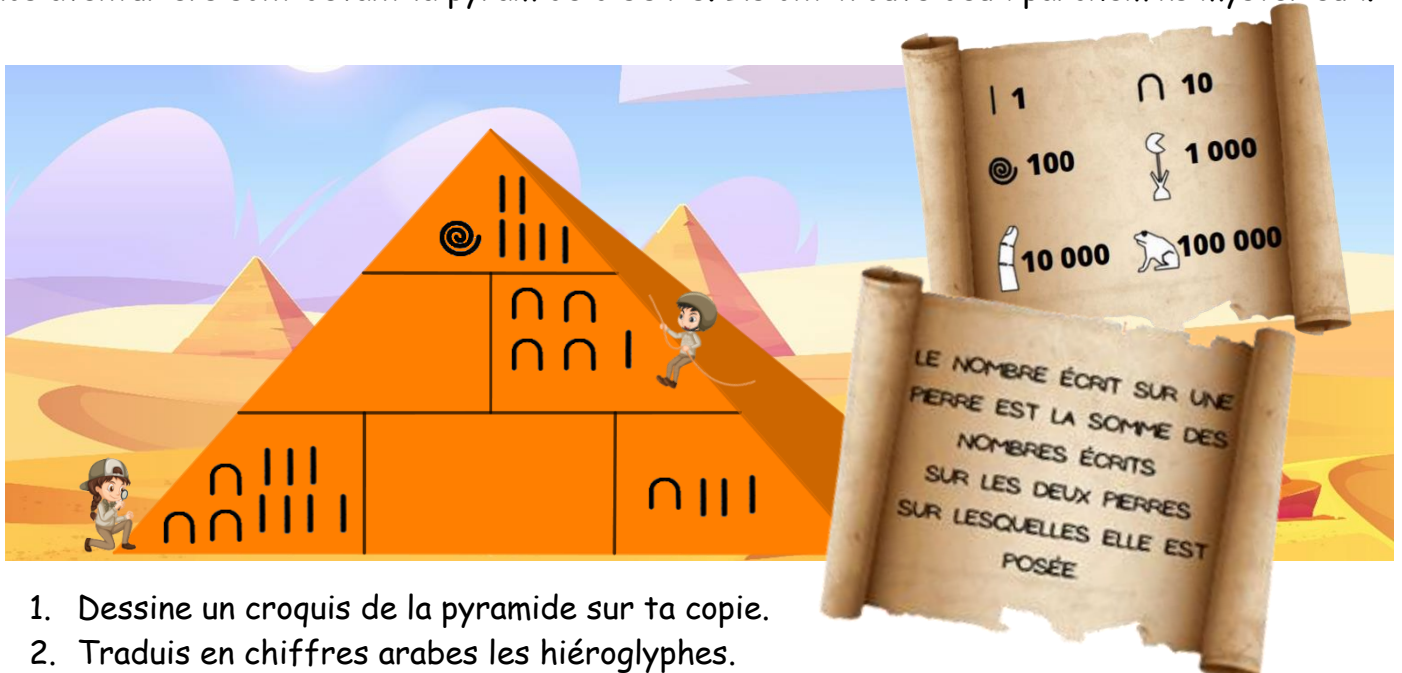 | 1 ∩ 10
100 1 000
10 000 100 000
LE NOMBRE ÉCRIT SUR UNE
PIERRE EST LA SOMME DES
NOMBRES ÉCRITS
SUR LES DEUX PIERRES
SUR LESQUELLES ELLE EST
POSÉE
1. Dessine un croquis de la pyramide sur ta copie.
2. Traduis en chiffres arabes les hiéroglyphes.